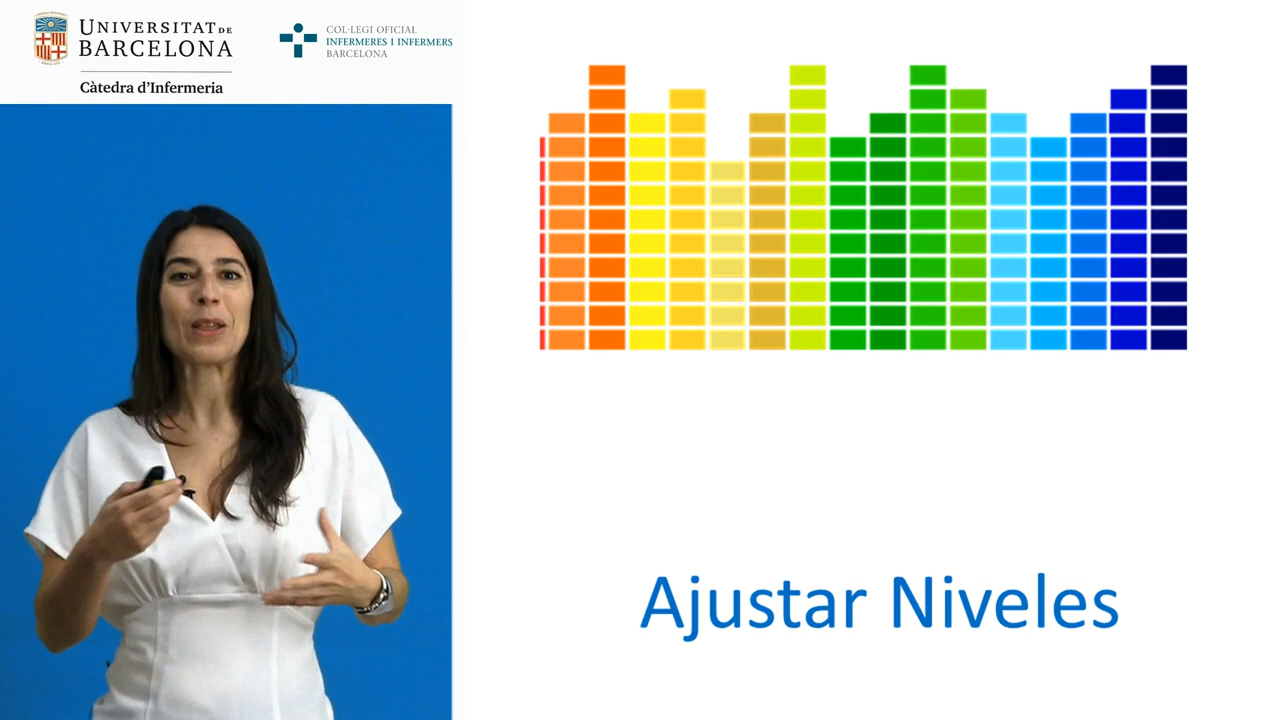 UNIVERSITAT DE
BARCELONA
Càtedra d'Infermeria
COL·LEGI OFICIAL
INFERMERES I INFERMERS
BARCELONA
Ajustar Niveles